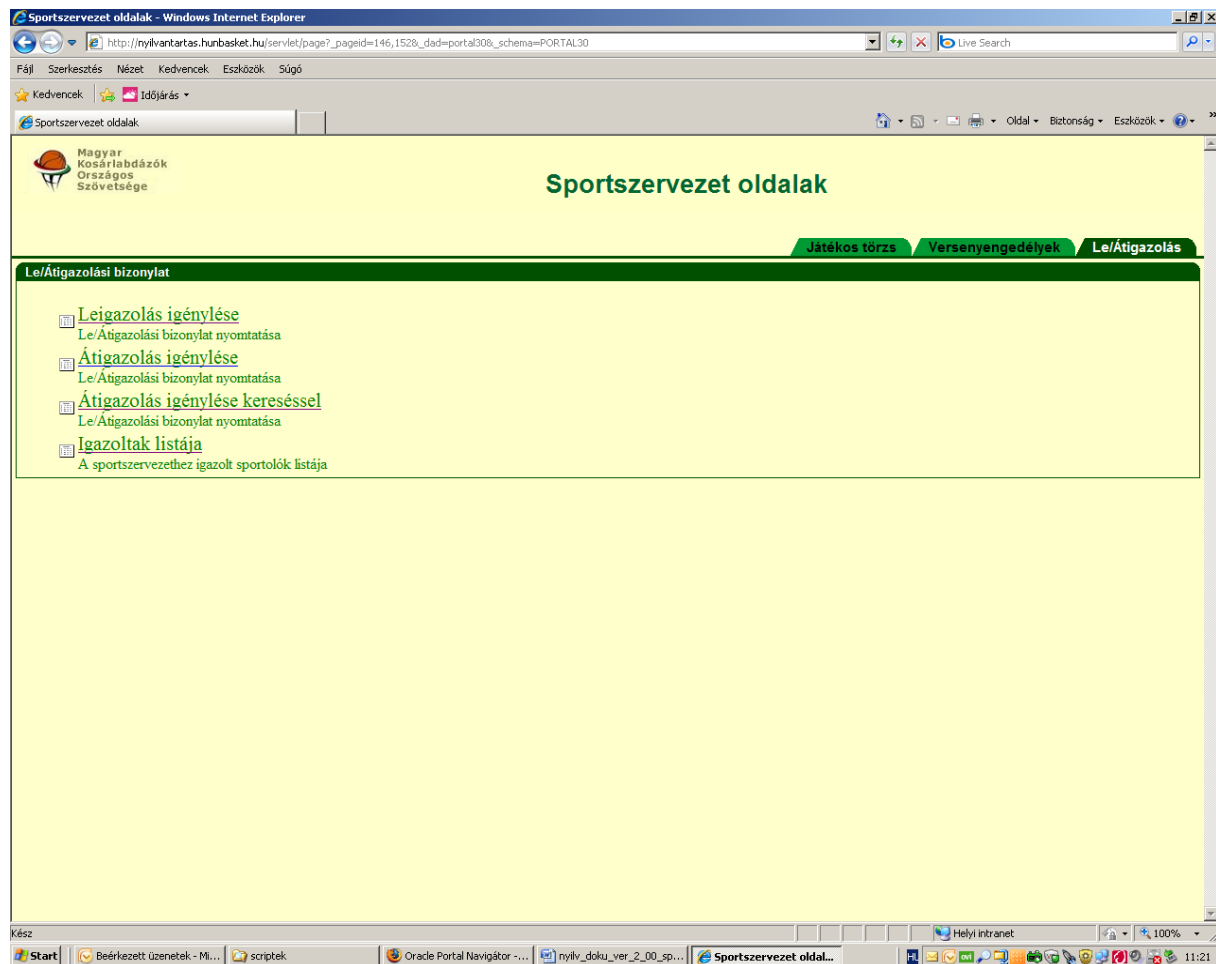 Sportszervezet oldalak - Windows Internet Explorer
http://nyilvantartas.hunbasket.hu/servlet/page?_pageid=146,152&_dad=portal30&_schema=PORTAL30
Live Search
Fájl Szerkesztés Nézet Kedvencek Eszközök Súgó
Kedvencek Időjárás
Sportszervezet oldalak
Oldal Biztonság Eszközök »
Magyar
Kosárlabdázók
Országos
Szövetsége
Sportszervezet oldalak
Játékos törzs Versenyengedélyek Le/Átigazolás
Le/Átigazolási bizonylat
Leigazolás igénylése
Le/Átigazolási bizonylat nyomtatása
Átigazolás igénylése
Le/Átigazolási bizonylat nyomtatása
Átigazolás igénylése kereséssel
Le/Átigazolási bizonylat nyomtatása
Igazoltak listája
A sportszervezethez igazolt sportolók listája
Kész
Helyi intranet
100%
Start
Beérkezett üzenetek - Mi...
scriptek
Oracle Portal Navigátor -...
nyilv_doku_ver_2_00_sp...
Sportszervezet oldal...
HL
ovi
11:21